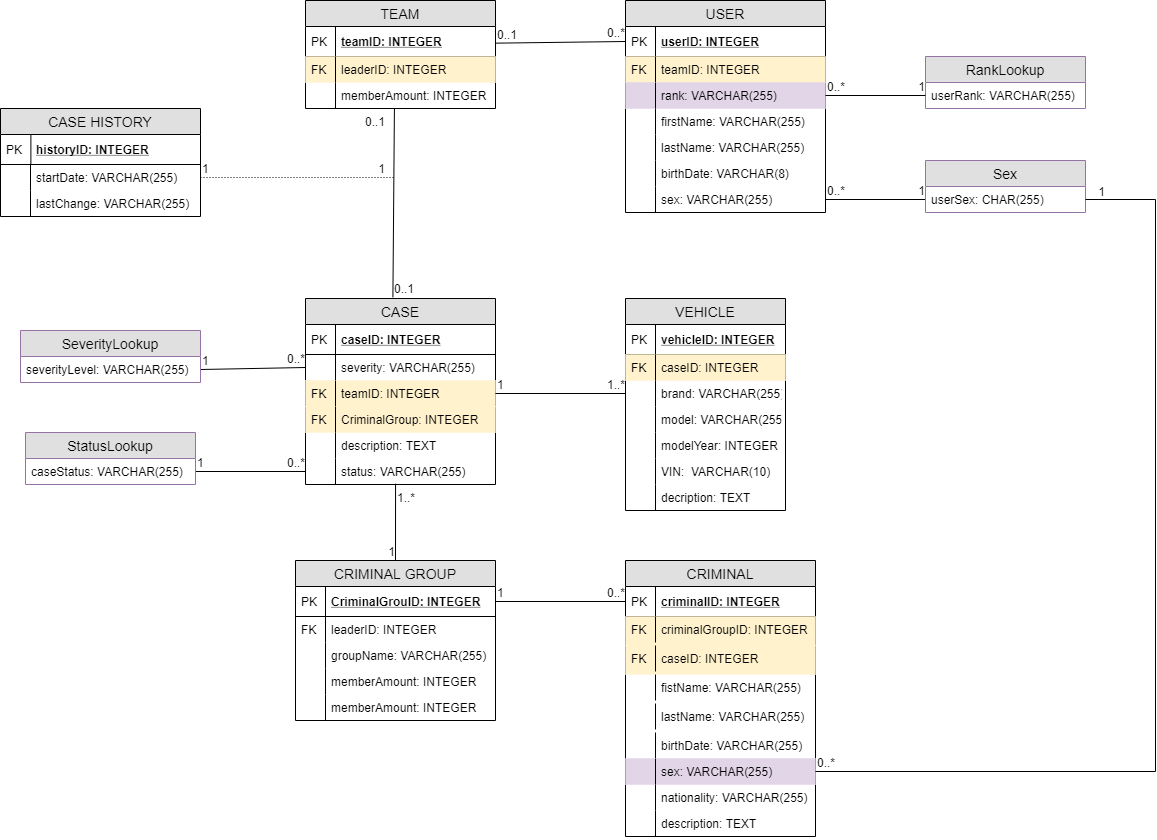 TEAM
PK teamID: INTEGER
FK leaderID: INTEGER
memberAmount: INTEGER
0..1
0..*
USER
PK userID: INTEGER
FK teamID: INTEGER
rank: VARCHAR(255)
firstName: VARCHAR(255)
lastName: VARCHAR(255)
birthDate: VARCHAR(8)
sex: VARCHAR(255)
0..*
1
RankLookup
userRank: VARCHAR(255)
0..*
1
Sex
userSex: CHAR(255)
1
CASE HISTORY
PK historyID: INTEGER
startDate: VARCHAR(255)
lastChange: VARCHAR(255)
1
1
0..1
0..1
CASE
PK caseID: INTEGER
severity: VARCHAR(255)
FK teamID: INTEGER
FK CriminalGroup: INTEGER
description: TEXT
status: VARCHAR(255)
SeverityLookup
severityLevel: VARCHAR(255)
1
0..*
StatusLookup
caseStatus: VARCHAR(255)
1
0..*
1
1..*
VEHICLE
PK vehicleID: INTEGER
FK caseID: INTEGER
brand: VARCHAR(255)
model: VARCHAR(255
modelYear: INTEGER
VIN: VARCHAR(10)
decription: TEXT
1..*
1
CRIMINAL GROUP
PK CriminalGrouID: INTEGER
FK leaderID: INTEGER
groupName: VARCHAR(255)
memberAmount: INTEGER
memberAmount: INTEGER
1
0..*
CRIMINAL
PK criminalID: INTEGER
FK criminalGroupID: INTEGER
FK caseID: INTEGER
fistName: VARCHAR(255)
lastName: VARCHAR(255)
birthDate: VARCHAR(255)
sex: VARCHAR(255)
nationality: VARCHAR(255)
description: TEXT
0..*